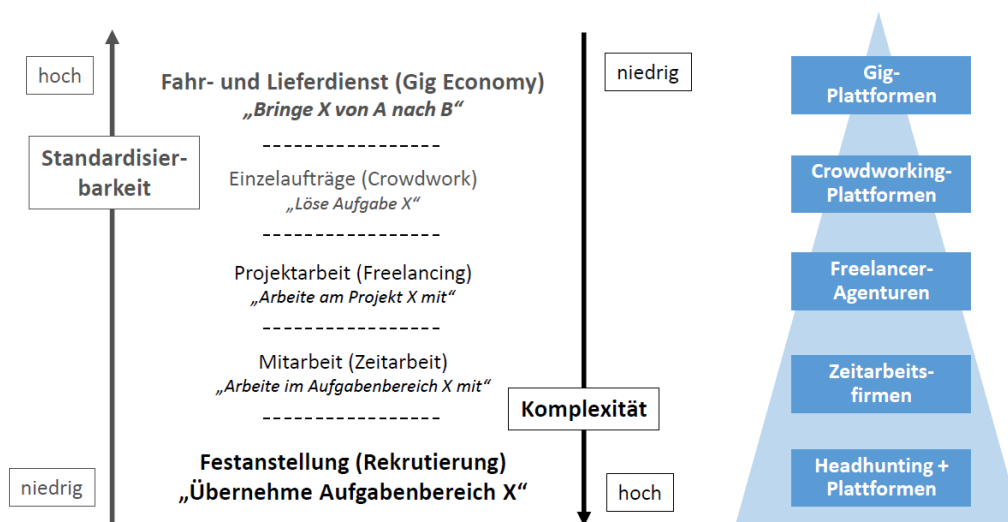 hoch
Standardisier-
barkeit
niedrig
Fahr- und Lieferdienst (Gig Economy)
„Bringe X von A nach B“
Einzelaufträge (Crowdwork)
„Löse Aufgabe X“
Projektarbeit (Freelancing)
„Arbeite am Projekt X mit“
Mitarbeit (Zeitarbeit)
„Arbeite im Aufgabenbereich X mit“
Festanstellung (Rekrutierung)
„Übernehme Aufgabenbereich X“
niedrig
Komplexität
hoch
Gig-
Plattformen
Crowdworking-
Plattformen
Freelancer-
Agenturen
Zeitarbeits-
firmen
Headhunting +
Plattformen